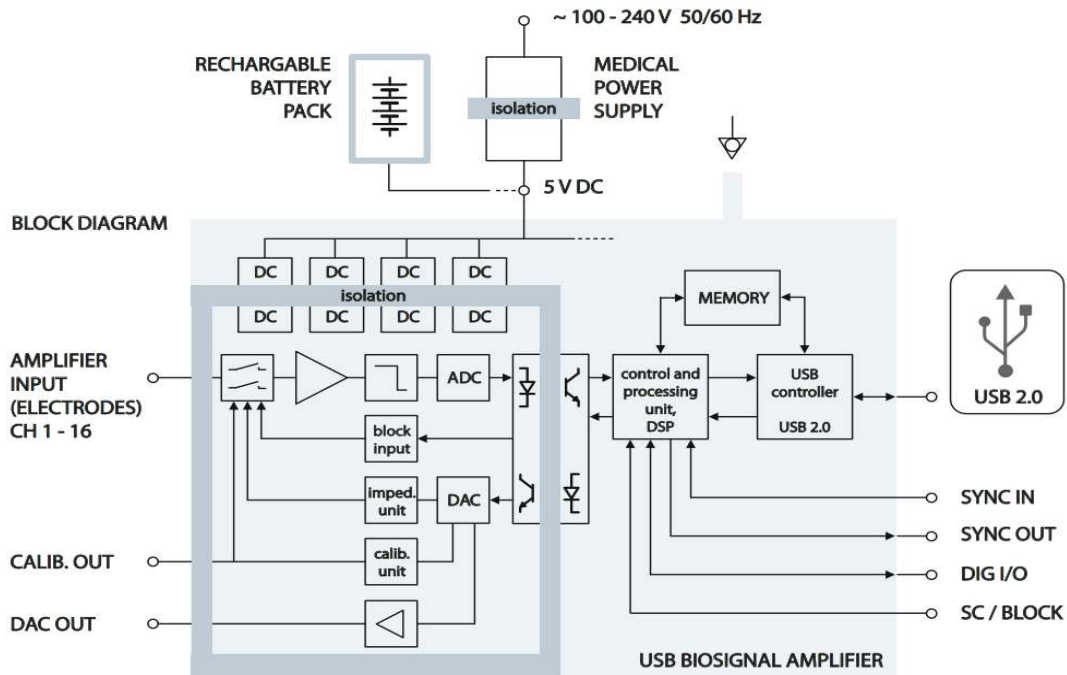 ~ 100 - 240 V 50/60 Hz
RECHARGABLE
BATTERY
PACK
isolation
MEDICAL
POWER
SUPPLY
5 V DC
BLOCK DIAGRAM
DC DC DC DC
isolation
DC DC DC DC
MEMORY
AMPLIFIER
INPUT
(ELECTRODES)
CH 1 - 16
ADC
control and
processing
unit,
DSP
USB
controller
USB 2.0
USB 2.0
block
input
imped.
unit
DAC
SYNC IN
SYNC OUT
CALIB. OUT
calib.
unit
DIG I/O
DAC OUT
SC / BLOCK
USB BIOSIGNAL AMPLIFIER